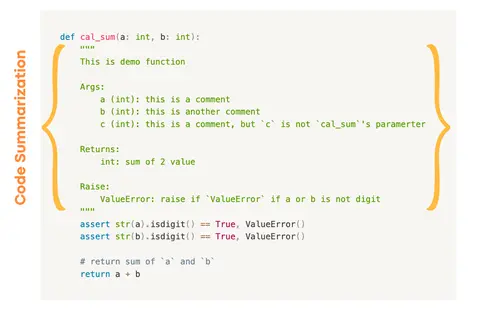 Code Summarization
def cal_sum(a: int, b: int):
"""
This is demo function
Args:
a (int): this is a comment
b (int): this is another comment
c (int): this is a comment, but `c` is not `cal_sum`'s paramerter
Returns:
int: sum of 2 value
Raise:
ValueError: raise if `ValueError` if a or b is not digit
"""
assert str(a).isdigit() == True, ValueError()
assert str(b).isdigit() == True, ValueError()
# return sum of `a` and `b`
return a + b